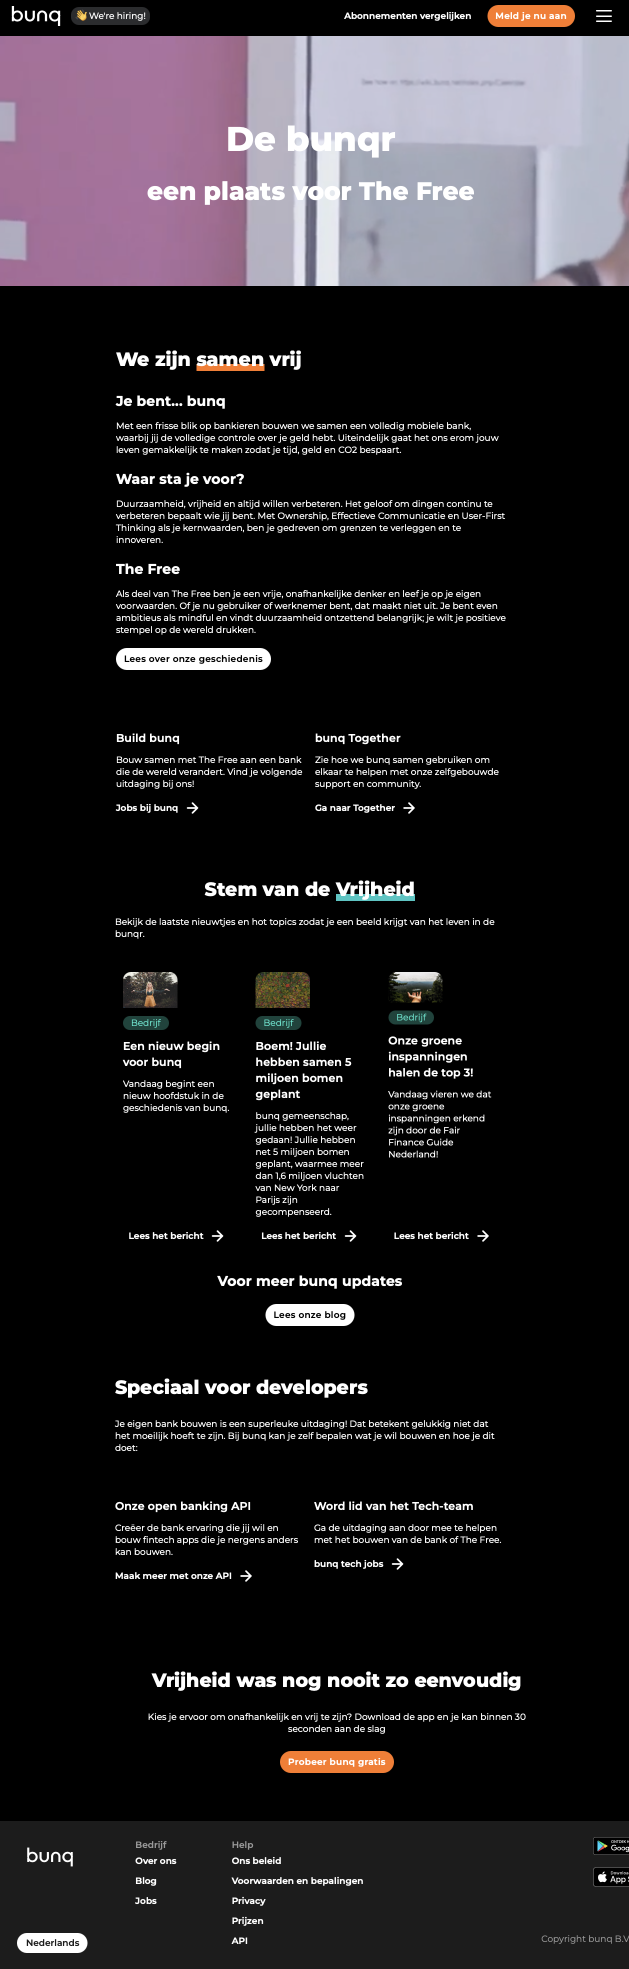 bunq
👋We're hiring!
Abonnementen vergelijken
Meld je nu aan
De bunqr
een plaats voor The Free
We zijn samen vrij
Je bent... bunq
Met een frisse blik op bankieren bouwen we samen een volledig mobiele bank,
waarbij jij de volledige controle over je geld hebt. Uiteindelijk gaat het ons erom jouw
leven gemakkelijk te maken zodat je tijd, geld en CO2 bespaart.
Waar sta je voor?
Duurzaamheid, vrijheid en altijd willen verbeteren. Het geloof om dingen continu te
verbeteren bepaalt wie jij bent. Met Ownership, Effectieve Communicatie en User-First
Thinking als je kernwaarden, ben je gedreven om grenzen te verleggen en te
innoveren.
The Free
Als deel van The Free ben je een vrije, onafhankelijke denker en leef je op je eigen
voorwaarden. Of je nu gebruiker of werknemer bent, dat maakt niet uit. Je bent even
ambitieus als mindful en vindt duurzaamheid ontzettend belangrijk; je wilt je positieve
stempel op de wereld drukken.
Lees over onze geschiedenis
Build bunq
Bouw samen met The Free aan een bank
die de wereld verandert. Vind je volgende
uitdaging bij ons!
Jobs bij bunq
bunq Together
Zie hoe we bunq samen gebruiken om
elkaar te helpen met onze zelfgebouwde
support en community.
Ga naar Together
Stem van de Vrijheid
Bekijk de laatste nieuwtjes en hot topics zodat je een beeld krijgt van het leven in de
bunqr.
Bedrijf
Een nieuw begin
voor bunq
Vandaag begint een
nieuw hoofdstuk in de
geschiedenis van bunq.
Lees het bericht
Bedrijf
Boem! Jullie
hebben samen 5
miljoen bomen
geplant
bunq gemeenschap,
jullie hebben het weer
gedaan! Jullie hebben
net 5 miljoen bomen
geplant, waarmee meer
dan 1,6 miljoen vluchten
van New York naar
Parijs zijn
gecompenseerd.
Lees het bericht
Bedrijf
Onze groene
inspanningen
halen de top 3!
Vandaag vieren we dat
onze groene
inspanningen erkend
zijn door de Fair
Finance Guide
Nederland!
Lees het bericht
Voor meer bunq updates
Lees onze blog
Speciaal voor developers
Je eigen bank bouwen is een superleuke uitdaging! Dat betekent gelukkig niet dat
het moeilijk hoeft te zijn. Bij bunq kan je zelf bepalen wat je wil bouwen en hoe je dit
doet:
Onze open banking API
Creëer de bank ervaring die jij wil en
bouw fintech apps die je nergens anders
kan bouwen.
Maak meer met onze API
Word lid van het Tech-team
Ga de uitdaging aan door mee te helpen
met het bouwen van de bank of The Free.
bunq tech jobs
Vrijheid was nog nooit zo eenvoudig
Kies je ervoor om onafhankelijk en vrij te zijn? Download de app en je kan binnen 30
seconden aan de slag
Probeer bunq gratis
bunq
Nederlands
Bedrijf
Over ons
Blog
Jobs
Help
Ons beleid
Voorwaarden en bepalingen
Privacy
Prijzen
API
Goog
App
Copyright bunq B.V